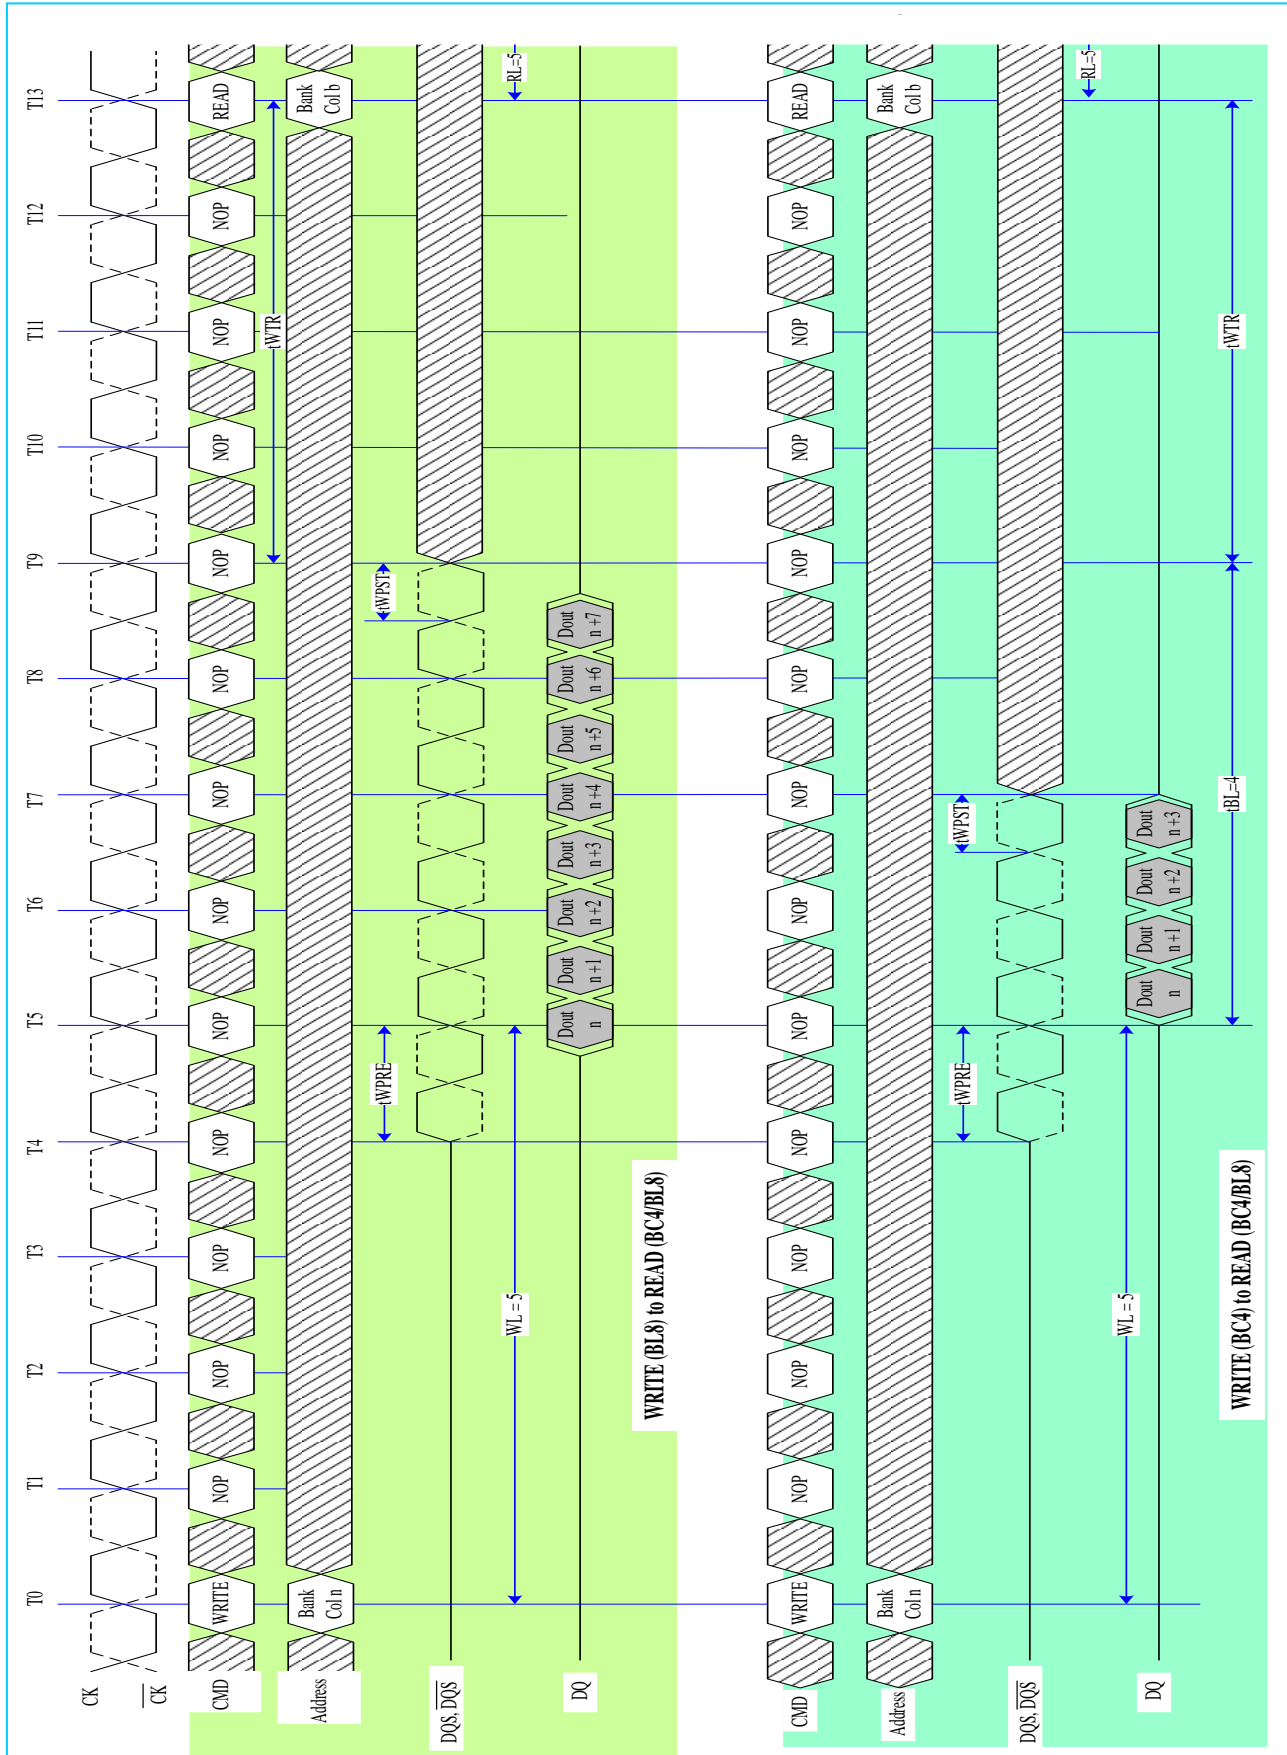 T0 T1 T2 T3 T4 T5 T6 T7 T8 T9 T10 T11 T12 T13
CK
CK
CMD WRITE NOP NOP NOP NOP NOP NOP NOP NOP NOP NOP NOP NOP READ
tWTR
Address Bank Col n Bank Col b
tWPRE tWPST
DQS, DQS
WL = 5 RL=5
DQ Dout n Dout n+1 Dout n+2 Dout n+3 Dout n+4 Dout n+5 Dout n+6 Dout n+7
WRITE (BL8) to READ (BC4/BL8)
CMD WRITE NOP NOP NOP NOP NOP NOP NOP NOP NOP NOP NOP NOP READ
Address Bank Col n Bank Col b
tWPRE tWPST
DQS, DQS
RL=5
WL = 5
DQ Dout n Dout n+1 Dout n+2 Dout n+3
tBL=4 tWTR
WRITE (BC4) to READ (BC4/BL8)